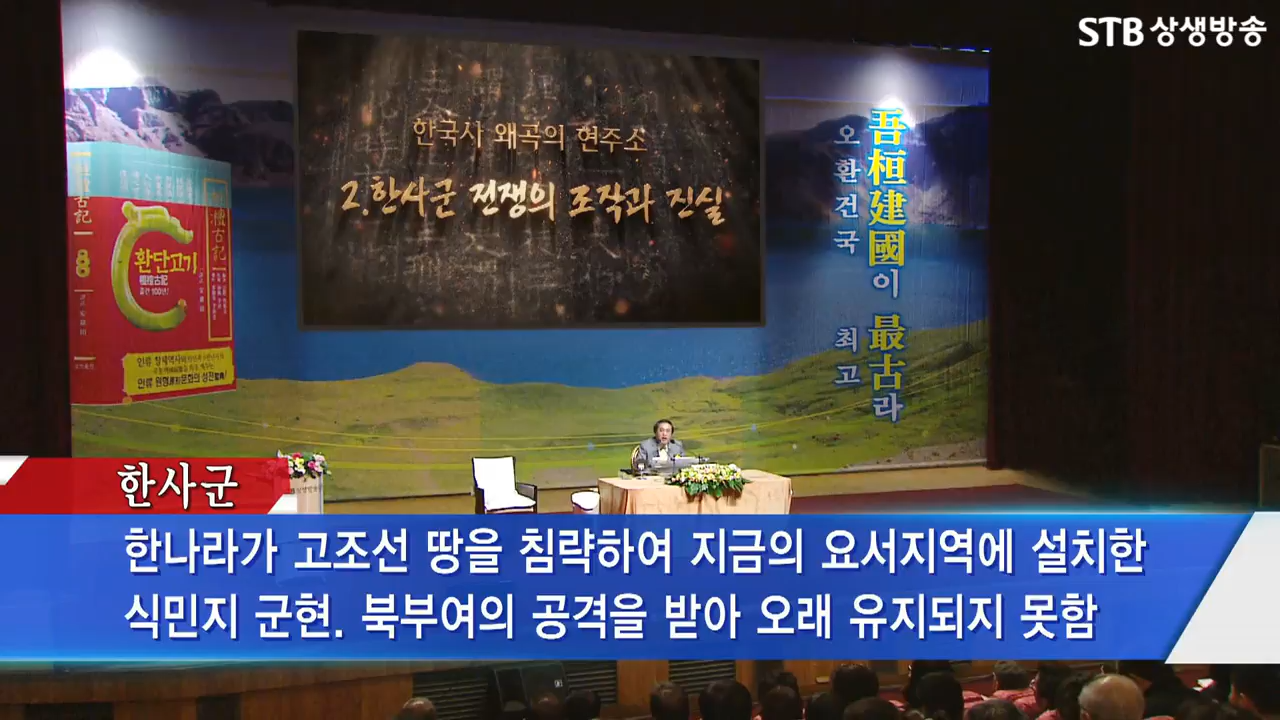 STB 상생방송
한국사 왜곡의 현주소
2.한사군 전쟁의 조작과 진실
吾桓建國이 最古라
오환건국 최고
환단고기
桓檀古記
한사군
한나라가 고조선 땅을 침략하여 지금의 요서지역에 설치한
식민지 군현. 북부여의 공격을 받아 오래 유지되지 못함